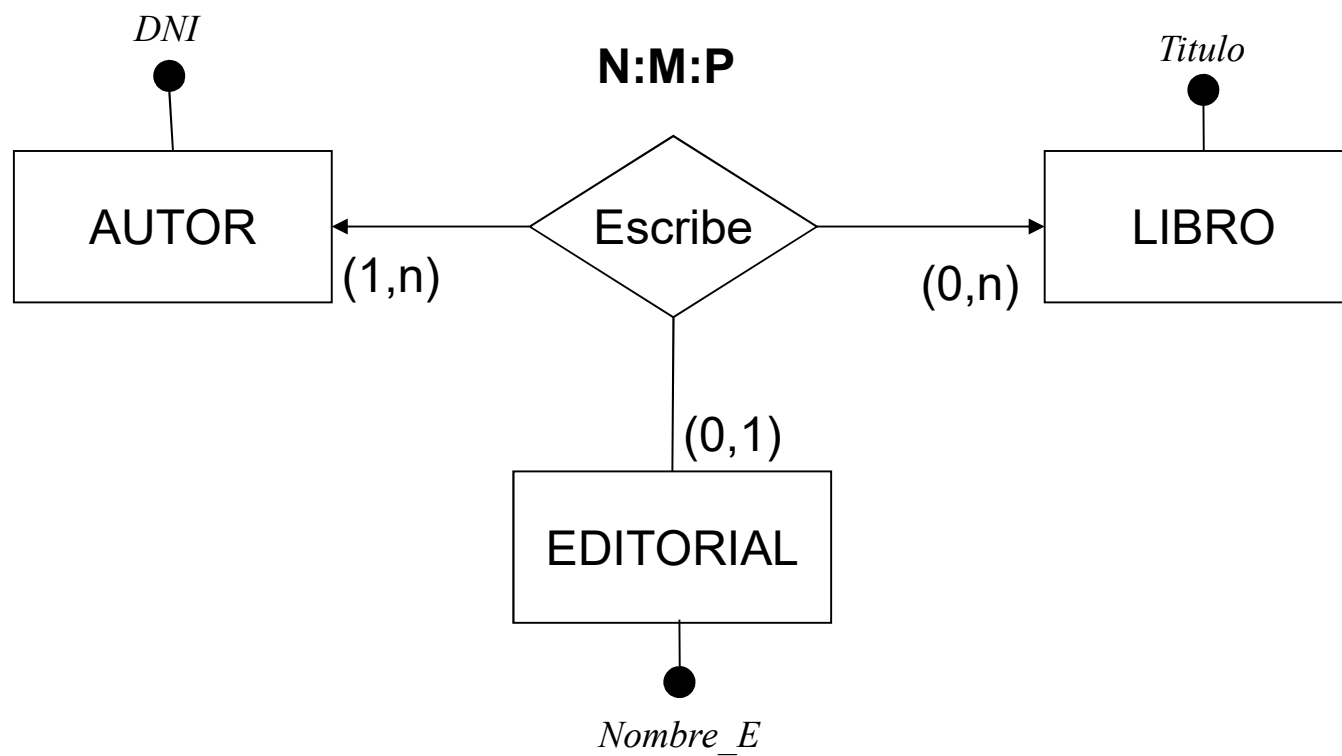 DNI
N:M:P
Titulo
AUTOR
Escribe
LIBRO
(1,n)
(0,n)
(0,1)
EDITORIAL
Nombre_E